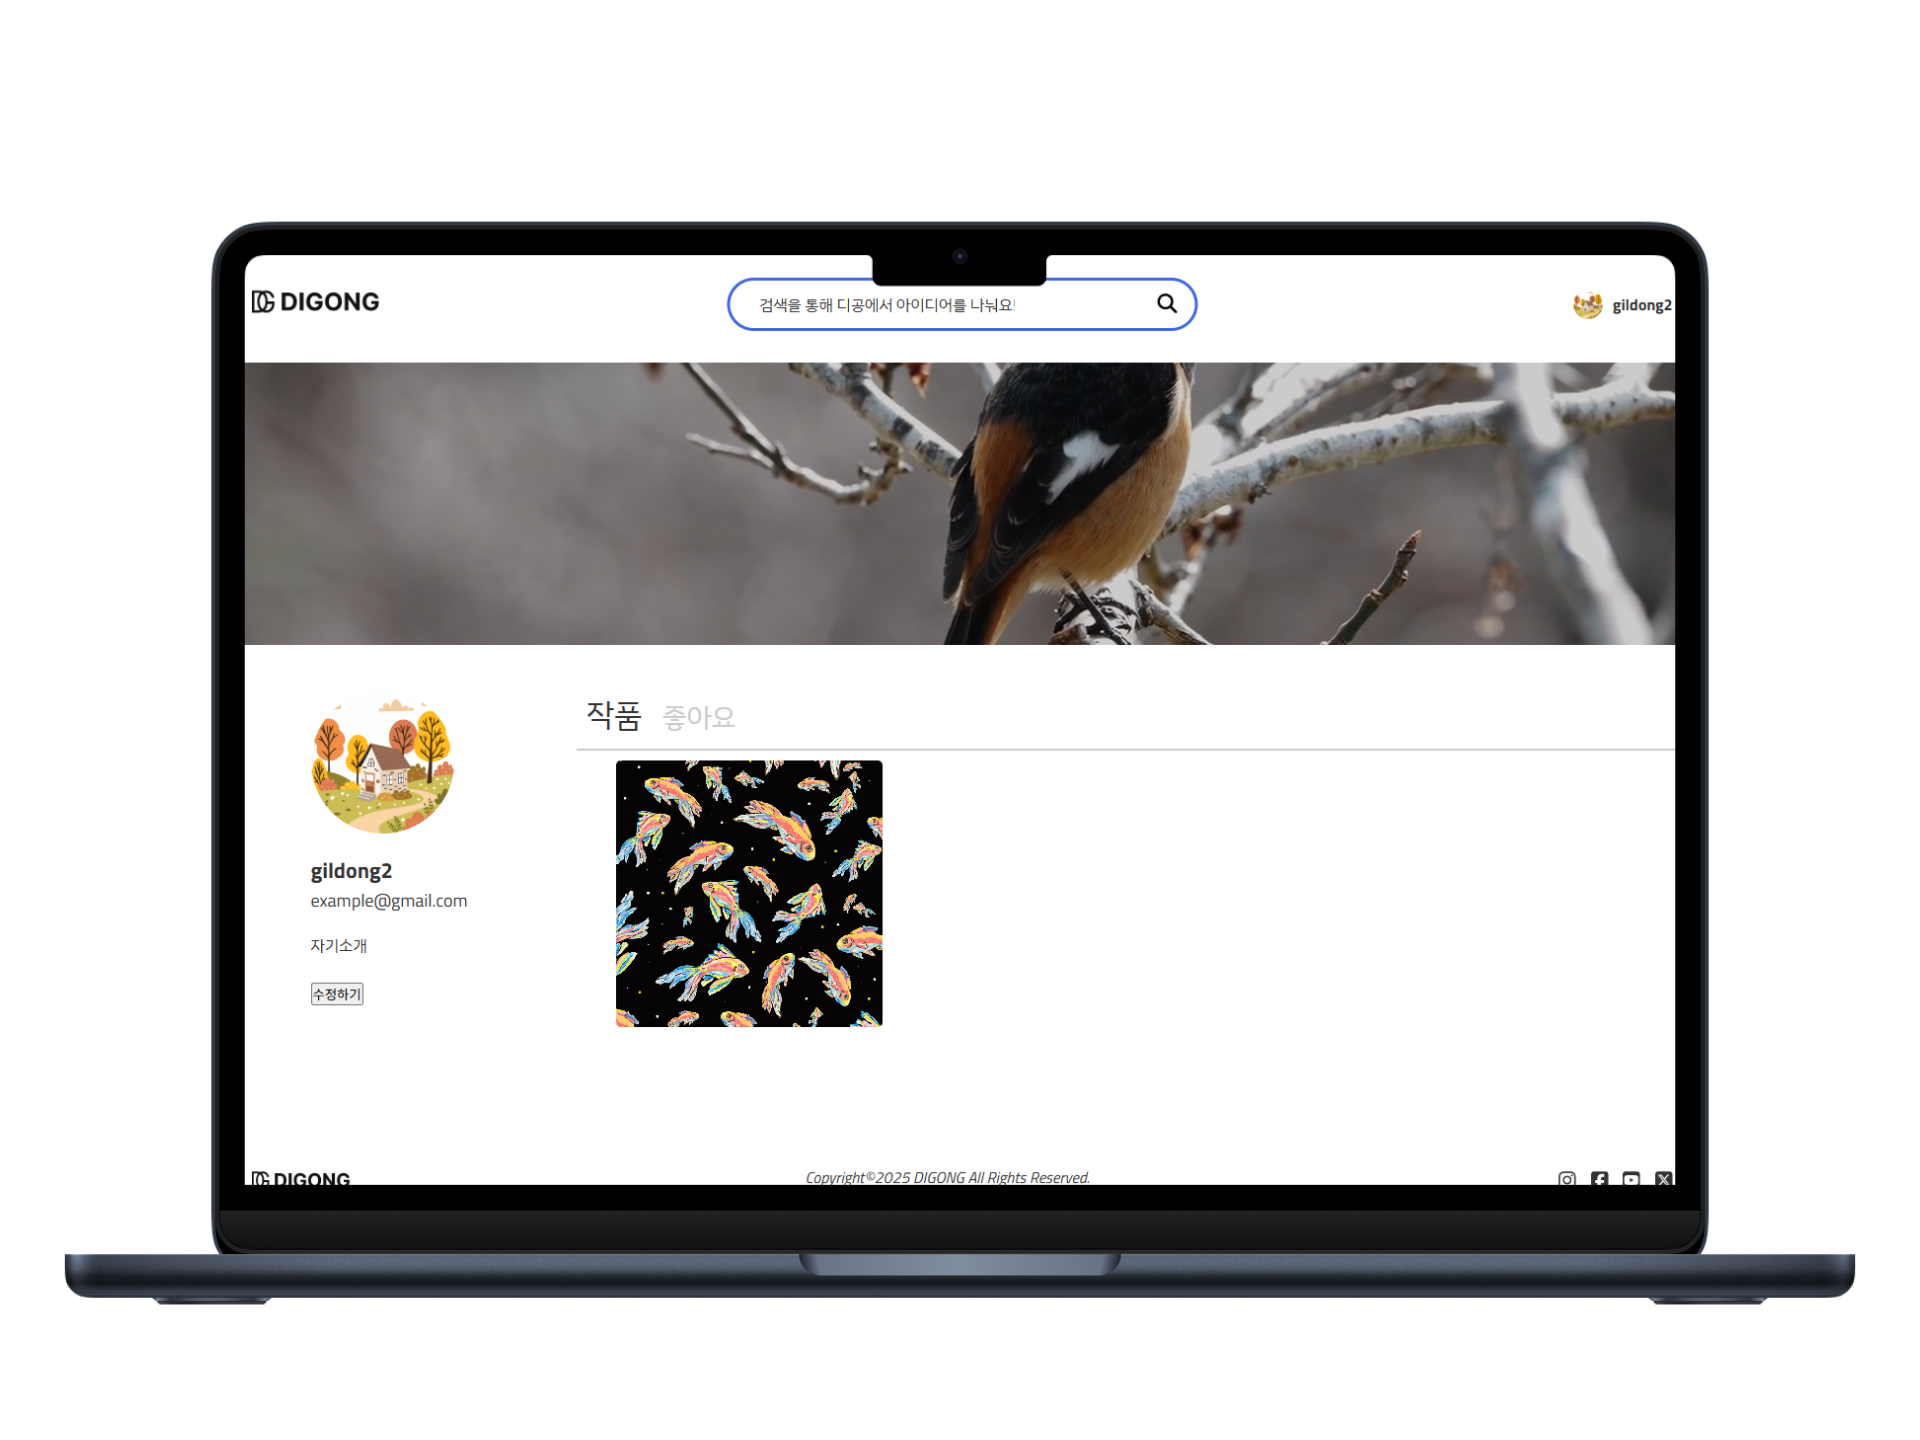 DIGONG
검색을 통해 디공에서 아이디어를 나눠요!
gildong2
작품 좋아요
gildong2
example@gmail.com
자기소개
수정하기
DIGONG
Copyright©2025 DIGONG All Rights Reserved.